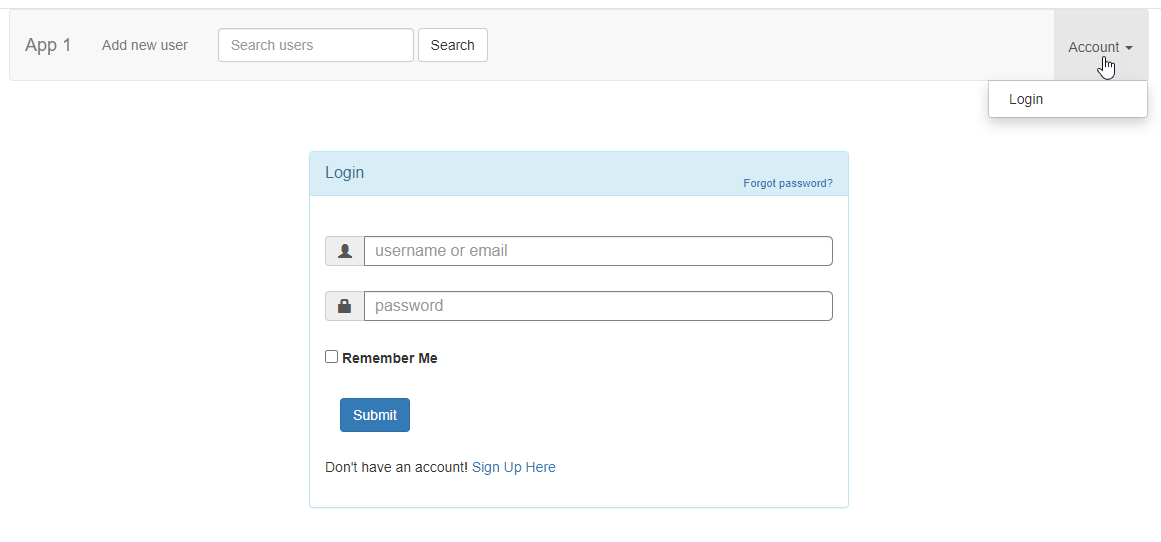 App 1 Add new user Search users Search Account
Login
Login
Forgot password?
username or email
password
Remember Me
Submit
Don't have an account! Sign Up Here